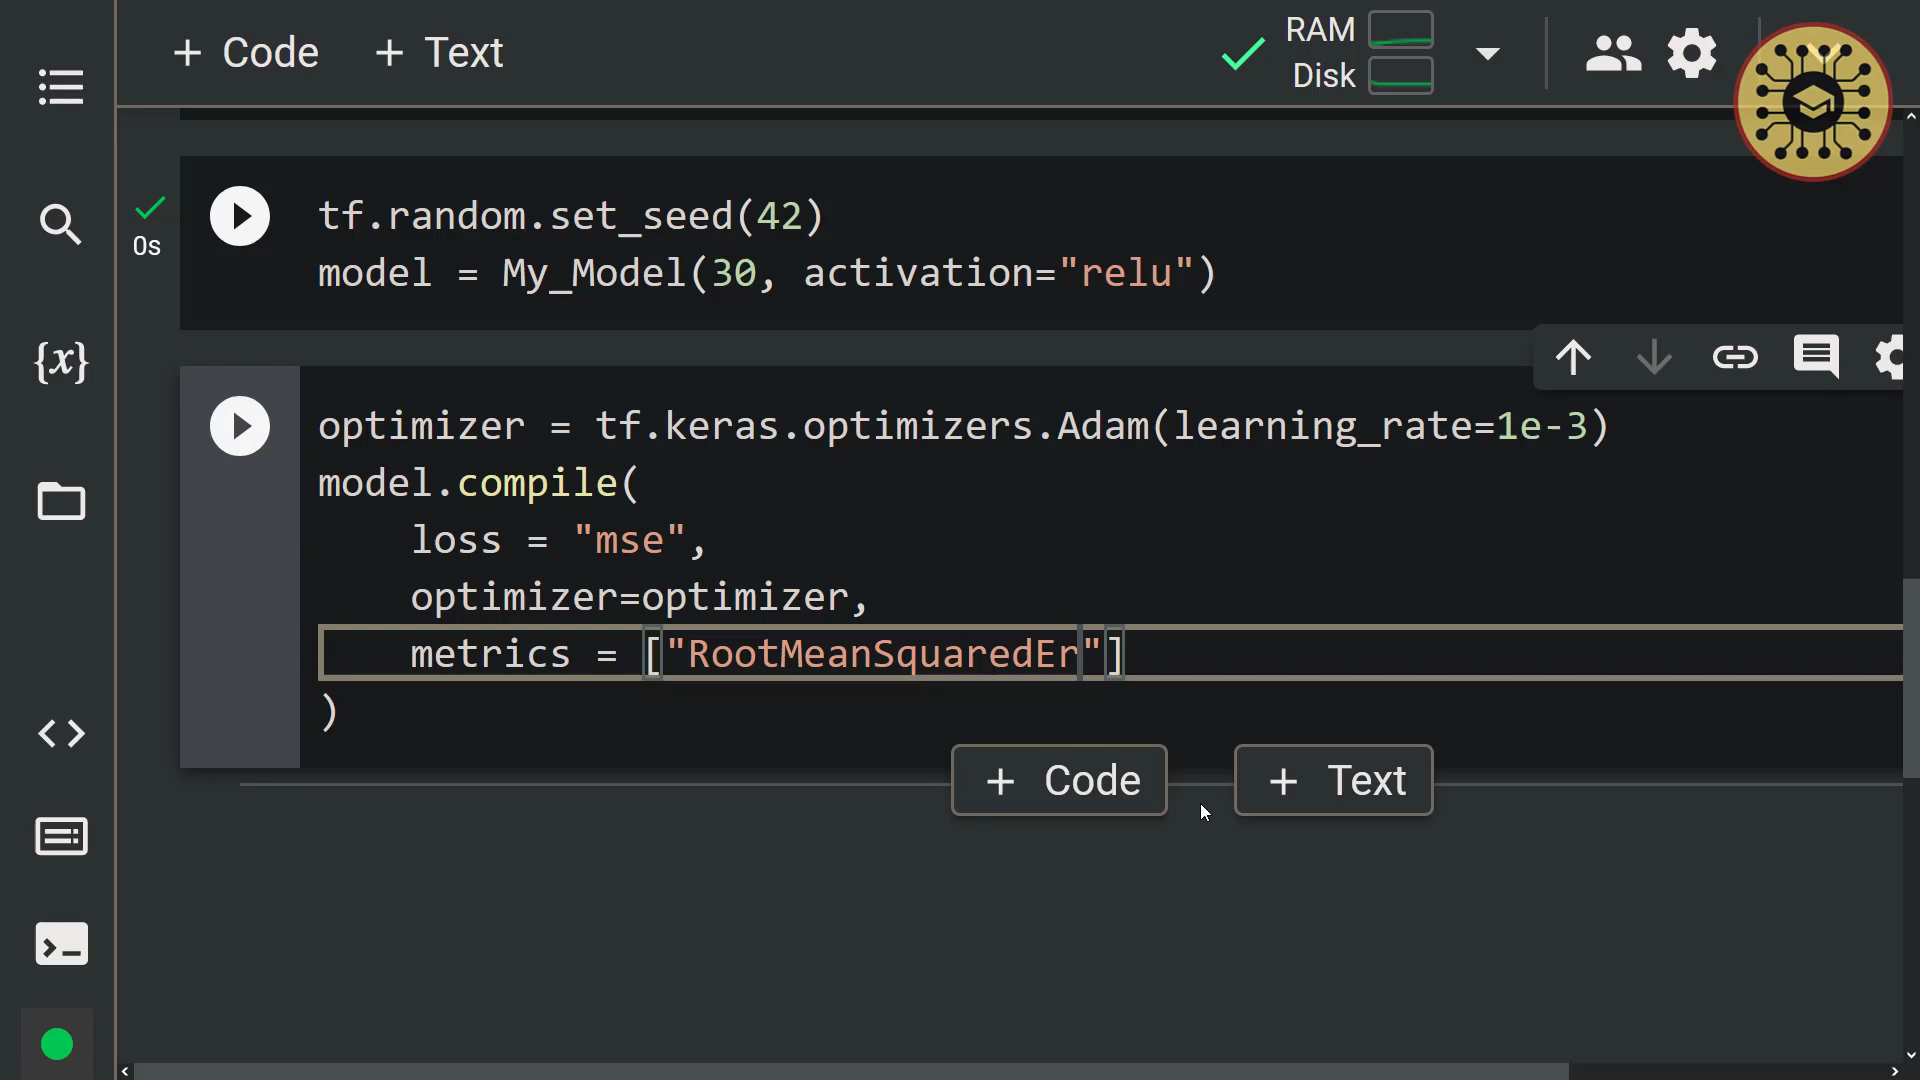 + Code + Text
RAM
Disk
0s
tf.random.set_seed(42)
model = My_Model(30, activation="relu")
{x}
optimizer = tf.keras.optimizers.Adam(learning_rate=1e-3)
model.compile(
loss = "mse",
optimizer=optimizer,
metrics = ["RootMeanSquaredEr"]
)
+ Code + Text